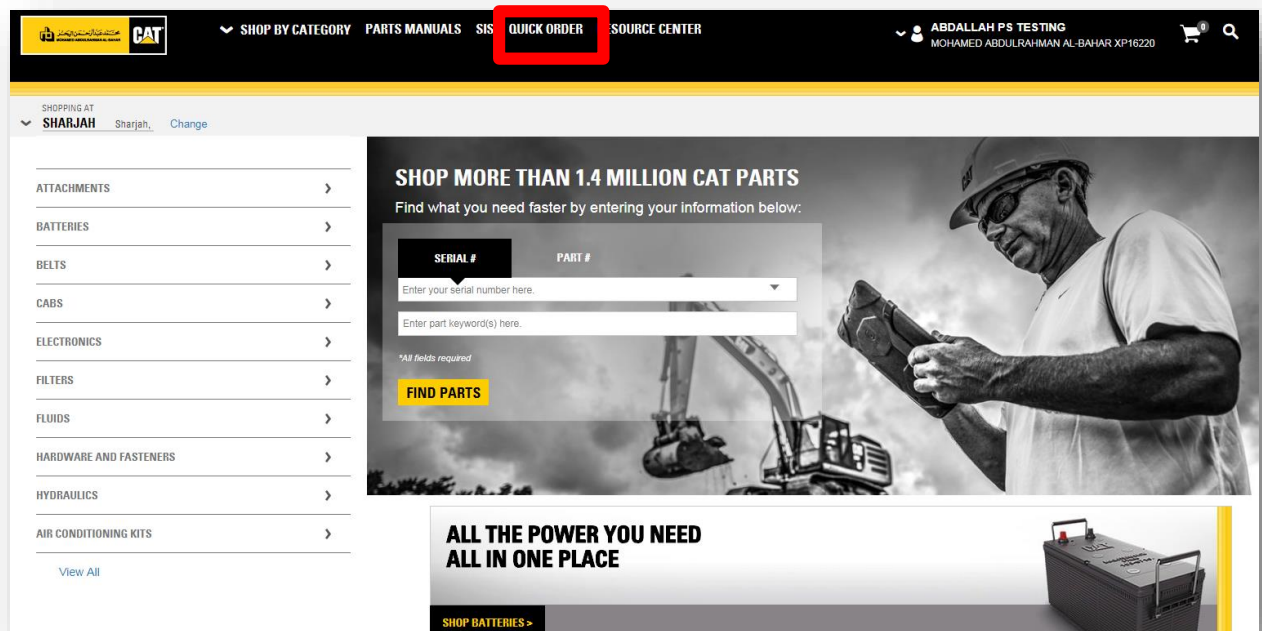 CAT
SHOP BY CATEGORY PARTS MANUALS SIS QUICK ORDER ESOURCE CENTER
ABDALLAH PS TESTING
MOHAMED ABDULRAHMAN AL-BAHAR XP16220
0
SHOPPING AT
SHARJAH Sharjah, Change
ATTACHMENTS
BATTERIES
BELTS
CABS
ELECTRONICS
FILTERS
FLUIDS
HARDWARE AND FASTENERS
HYDRAULICS
AIR CONDITIONING KITS
View All
SHOP MORE THAN 1.4 MILLION CAT PARTS
Find what you need faster by entering your information below:
SERIAL # PART #
Enter your serial number here.
Enter part keyword(s) here.
*All fields required
FIND PARTS
ALL THE POWER YOU NEED
ALL IN ONE PLACE
CAT
SHOP BATTERIES >